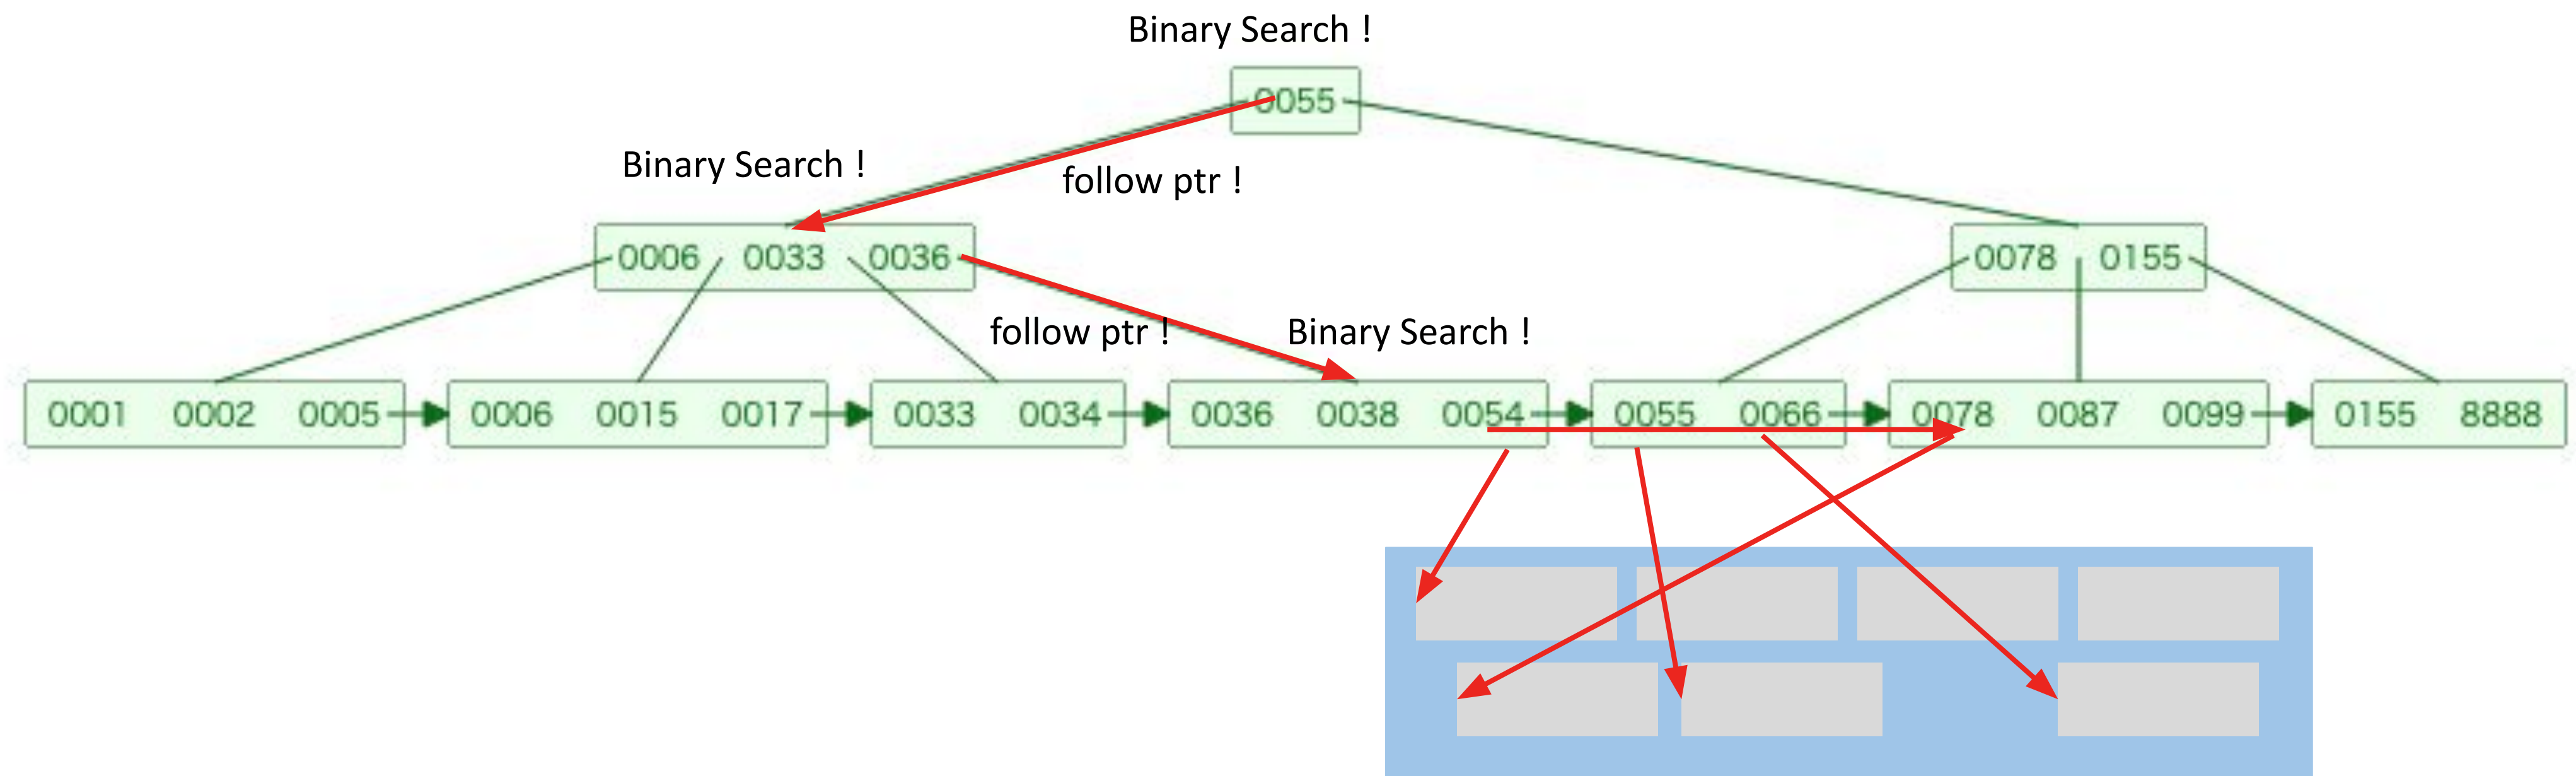 Binary Search !
0055
Binary Search !
follow ptr !
0006 0033 0036
0078 0155
follow ptr !
Binary Search !
0001 0002 0005
0006 0015 0017
0033 0034
0036 0038 0054
0055 0066
0078 0087 0099
0155 8888